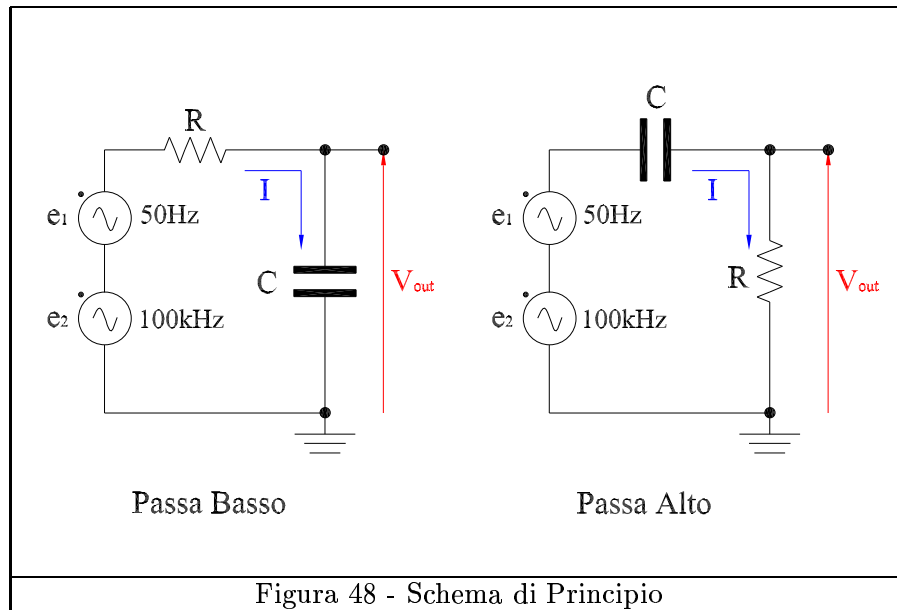 R
I
e1
50Hz
C
Vout
e2
100kHz
Passa Basso
C
I
e1
50Hz
R
Vout
e2
100kHz
Passa Alto
Figura 48 - Schema di Principio